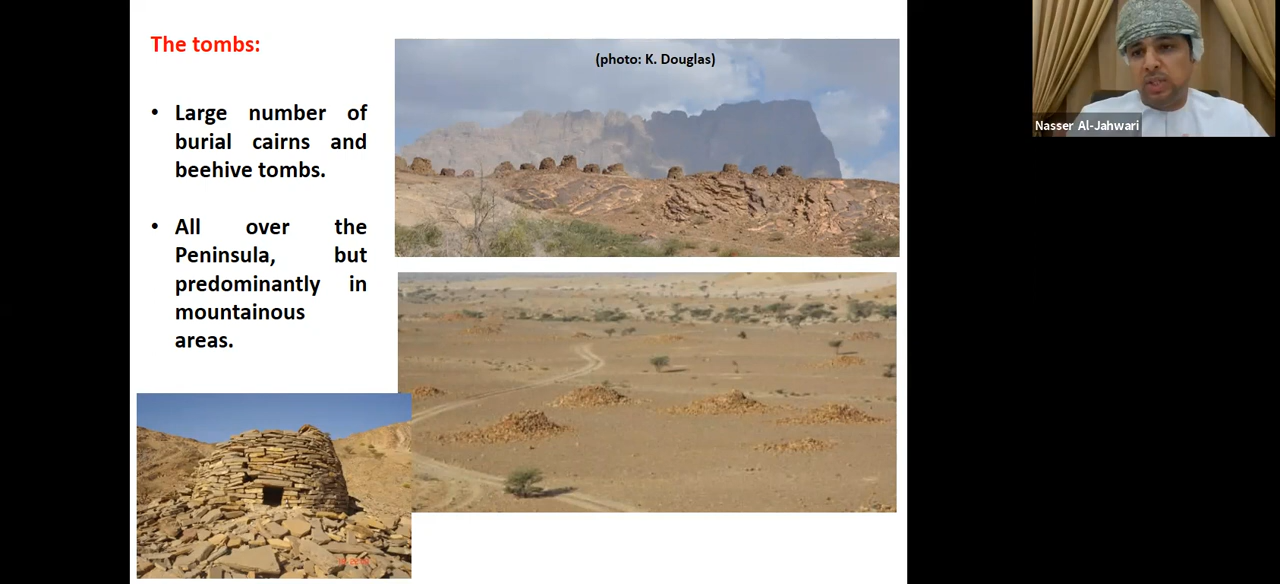 The tombs:
• Large number of
burial cairns and
beehive tombs.
• All over the
Peninsula, but
predominantly in
mountainous
areas.
(photo: K. Douglas)
Nasser Al-Jahwari